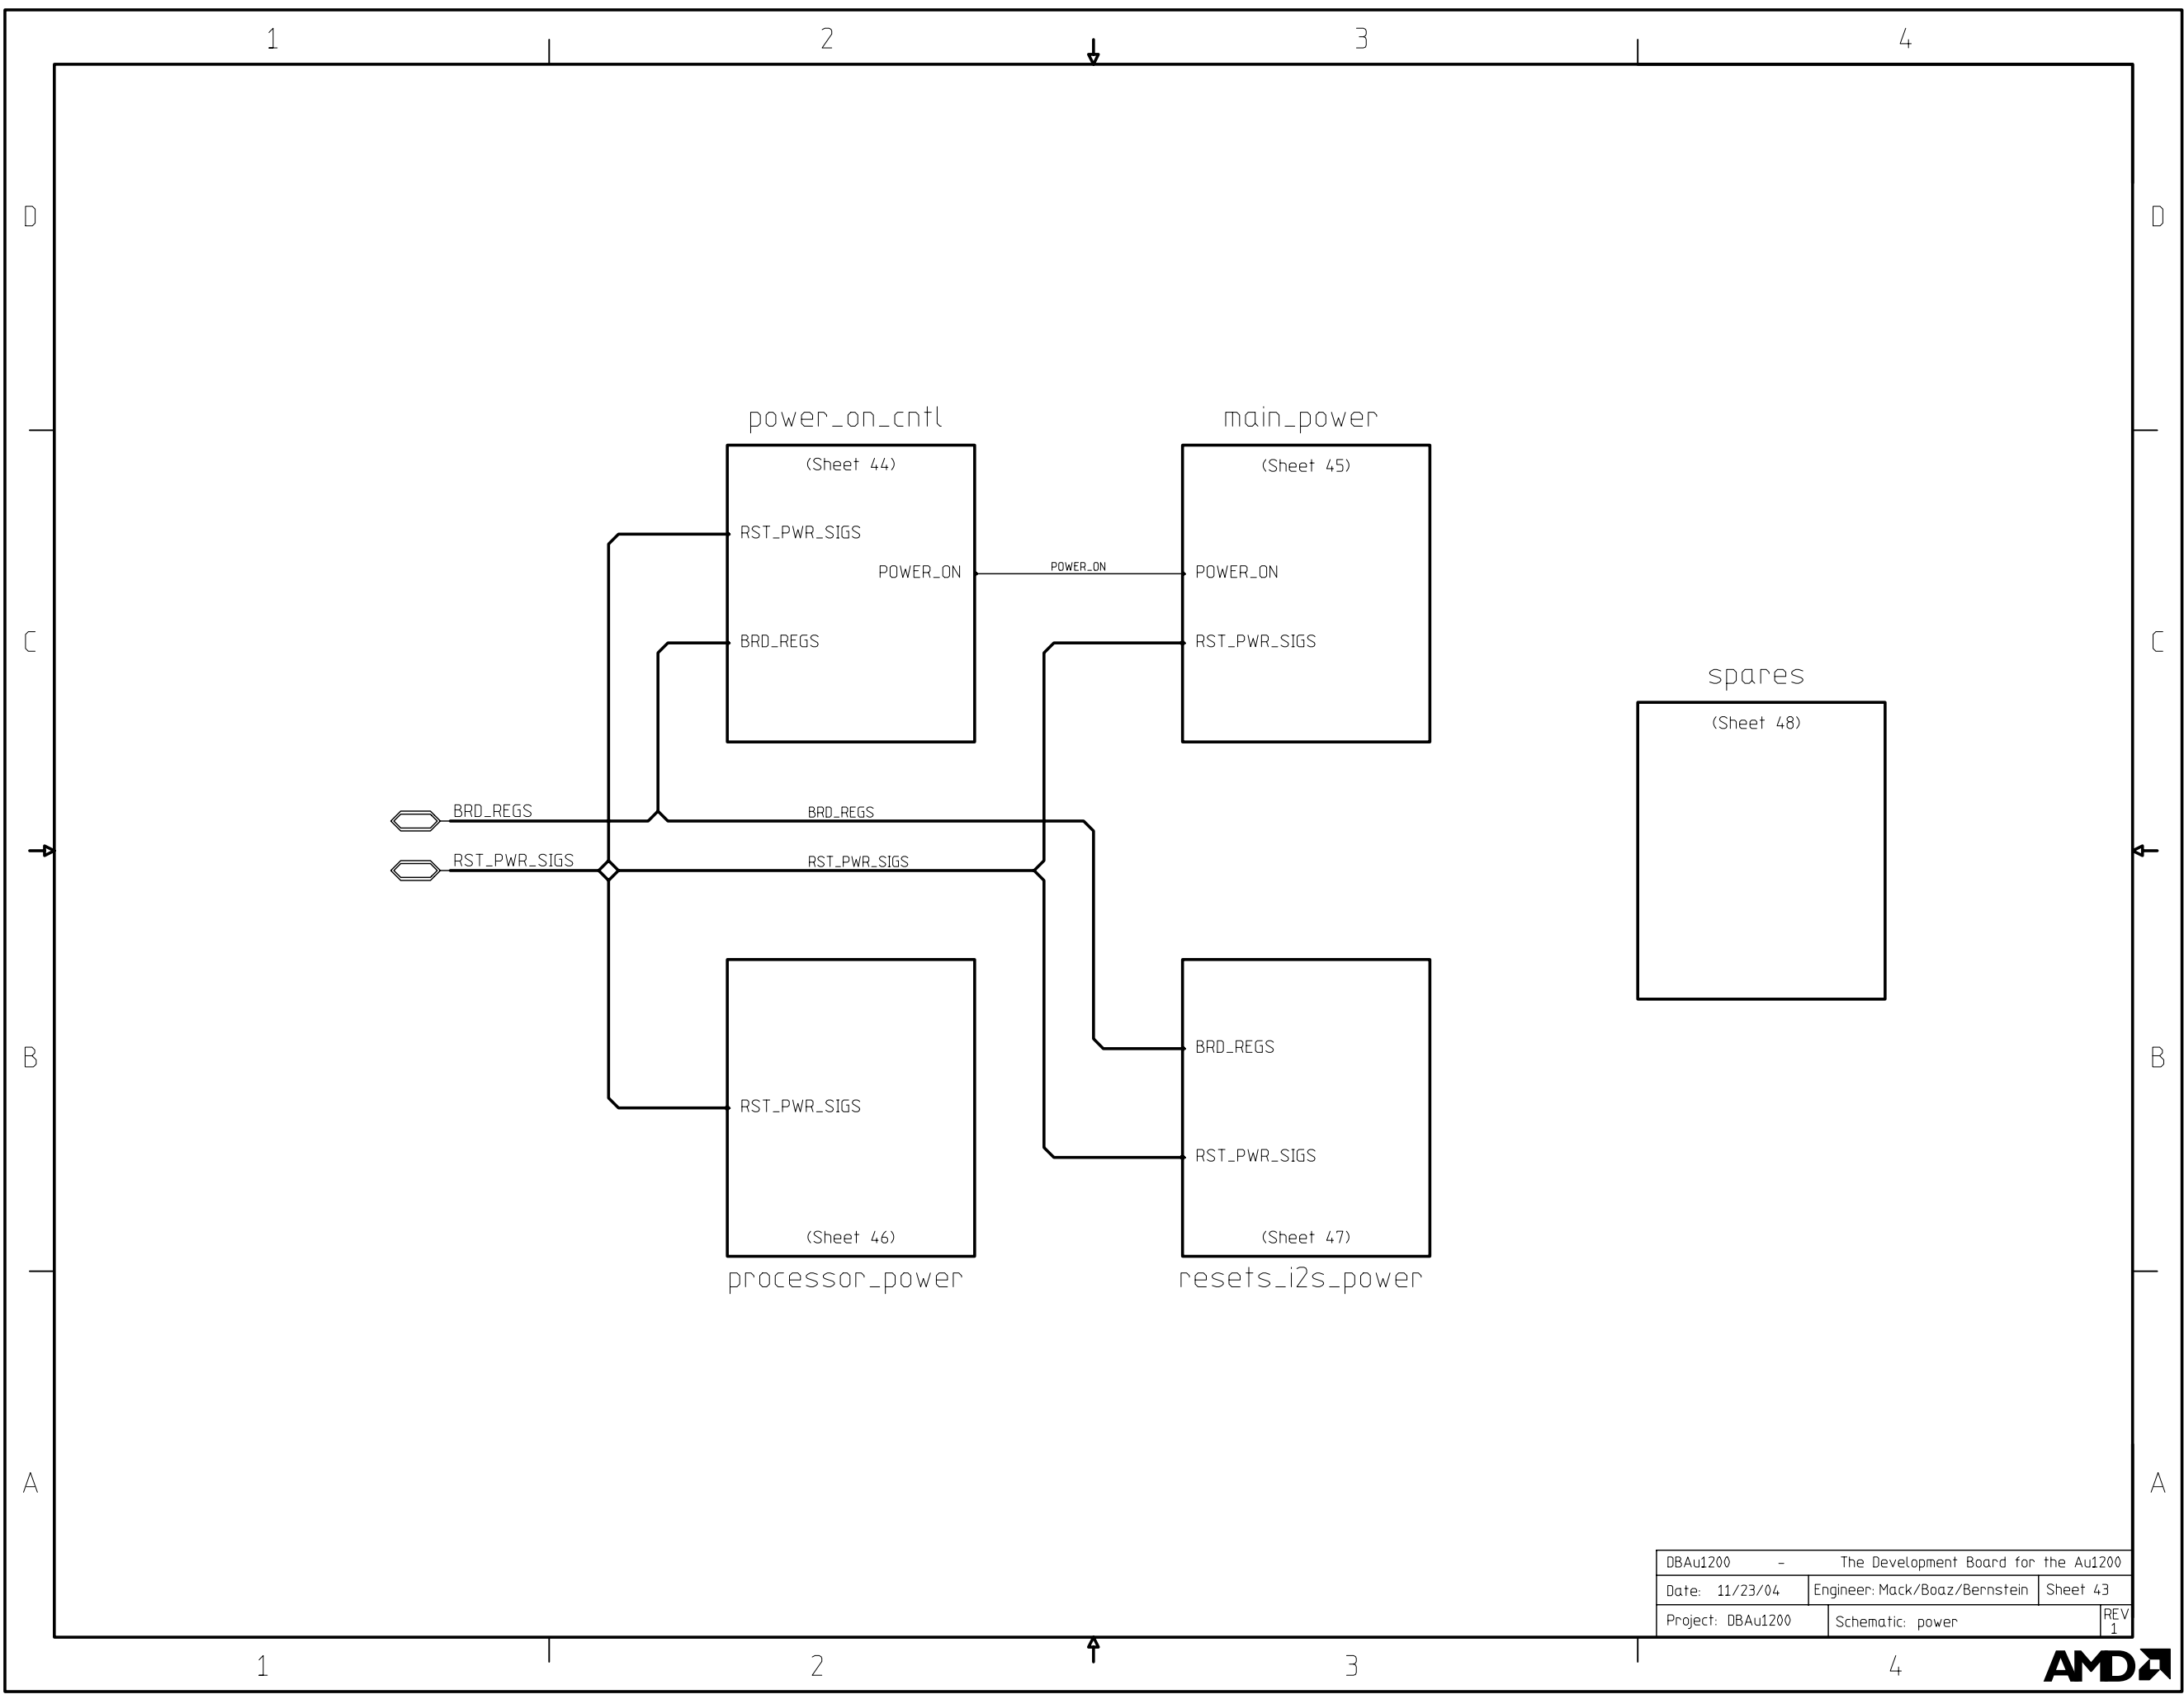 1 2 3 4
D D
power_on_cntl main_power
(Sheet 44) (Sheet 45)
RST_PWR_SIGS
POWER_ON POWER_ON POWER_ON
C BRD_REGS RST_PWR_SIGS C
spares
(Sheet 48)
BRD_REGS BRD_REGS
RST_PWR_SIGS RST_PWR_SIGS
B BRD_REGS B
RST_PWR_SIGS
RST_PWR_SIGS
(Sheet 46) (Sheet 47)
processor_power resets_i2s_power
A A
DBAu1200 - The Development Board for the Au1200
Date: 11/23/04 Engineer: Mack/Boaz/Bernstein Sheet 43
Project: DBAu1200 Schematic: power REV
1
1 2 3 4
AMD